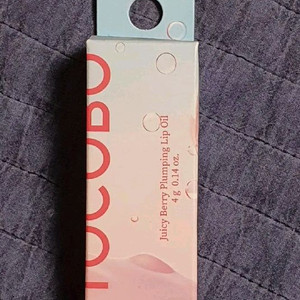 TOCOBO
Juicy Berry Plumping Lip Oil
4 g 0.14 oz.